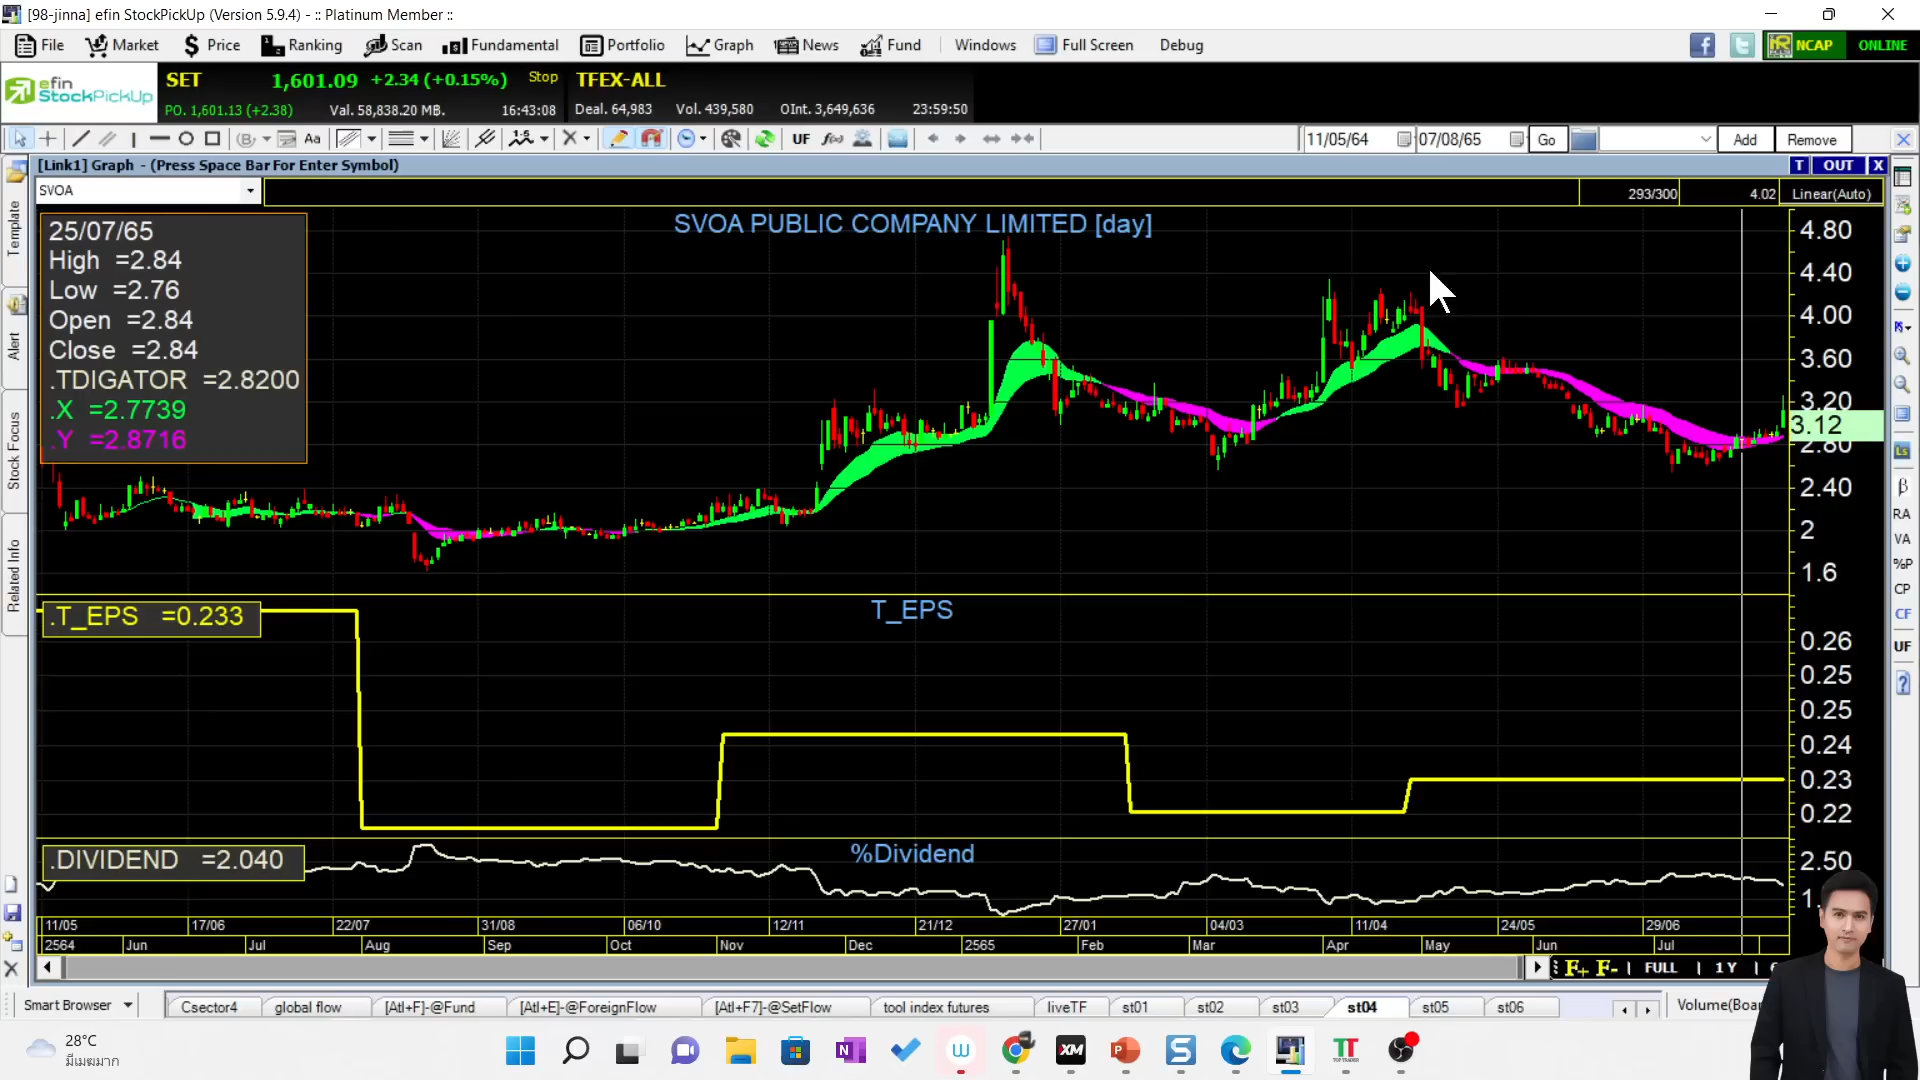 [98-jinna] efin StockPickUp (Version 5.9.4) - :: Platinum Member ::
File Market $ Price Ranking Scan Fundamental Portfolio Graph News Fund Windows Full Screen Debug NCAP ONLINE
efin StockPickUp
SET 1,601.09 +2.34 (+0.15%) Stop TFEX-ALL
PO. 1,601.13 (+2.38) Val. 58,838.20 MB. 16:43:08 Deal. 64,983 Vol. 439,580 OInt. 3,649,636 23:59:50
Aa UF f(x) 11/05/64 07/08/65 Go Add Remove
[Link1] Graph - (Press Space Bar For Enter Symbol) T OUT X
SVOA 293/300 4.02 Linear(Auto)
SVOA PUBLIC COMPANY LIMITED [day]
25/07/65
High =2.84
Low =2.76
Open =2.84
Close =2.84
.TDIGATOR =2.8200
.X =2.7739
.Y =2.8716
4.80
4.40
4.00
3.60
3.20
3.12
2.80
2.40
2
1.6
Template
Alert
Stock Focus
Related Info
.T_EPS =0.233
T_EPS
0.26
0.25
0.25
0.24
0.23
0.22
.DIVIDEND =2.040
%Dividend
2.50
1.
11/05 17/06 22/07 31/08 06/10 12/11 21/12 27/01 04/03 11/04 24/05 29/06
2564 Jun Jul Aug Sep Oct Nov Dec 2565 Feb Mar Apr May Jun Jul
F+ F- FULL 1Y
Ls
β
RA
VA
%P
CP
CF
UF
?
Smart Browser Csector4 global flow [Atl+F]-@Fund [Atl+E]-@ForeignFlow [Atl+F7]-@SetFlow tool index futures liveTF st01 st02 st03 st04 st05 st06 Volume(Boa
28°C
มีเมฆมาก